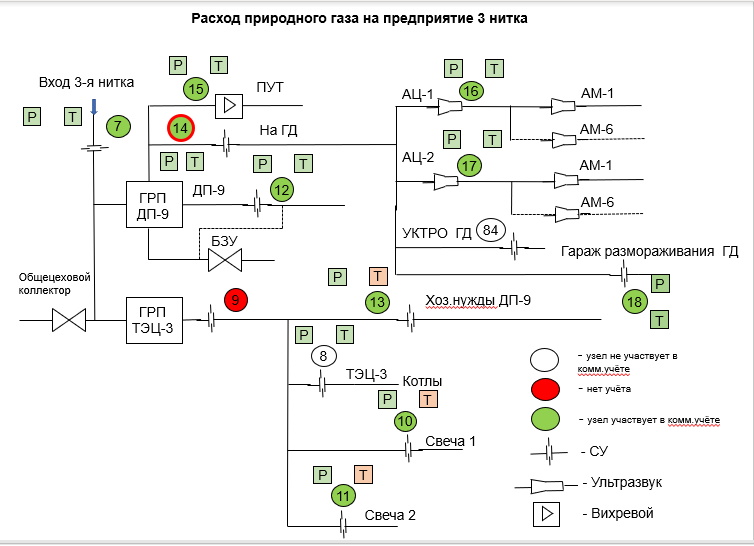 Расход природного газа на предприятие 3 нитка
P T
15
ПУТ
Вход 3-я нитка
P T
7
14
На ГД
P T
АЦ-1
16
P T
АМ-1
АМ-6
P T
АЦ-2
17
АМ-1
АМ-6
P T
ГРП
ДП-9
ДП-9
P T
12
БЗУ
УКТРО ГД
84
Гараж размораживания ГД
P
18
T
Общецеховой
коллектор
ГРП
ТЭЦ-3
9
P T
13
Хоз.нужды ДП-9
P T
8
ТЭЦ-3
Котлы
P T
10
Свеча 1
P T
11
Свеча 2
- узел не участвует в
комм.учёте
- нет учёта
- узел участвует в комм.учёте
- СУ
- Ультразвук
- Вихревой